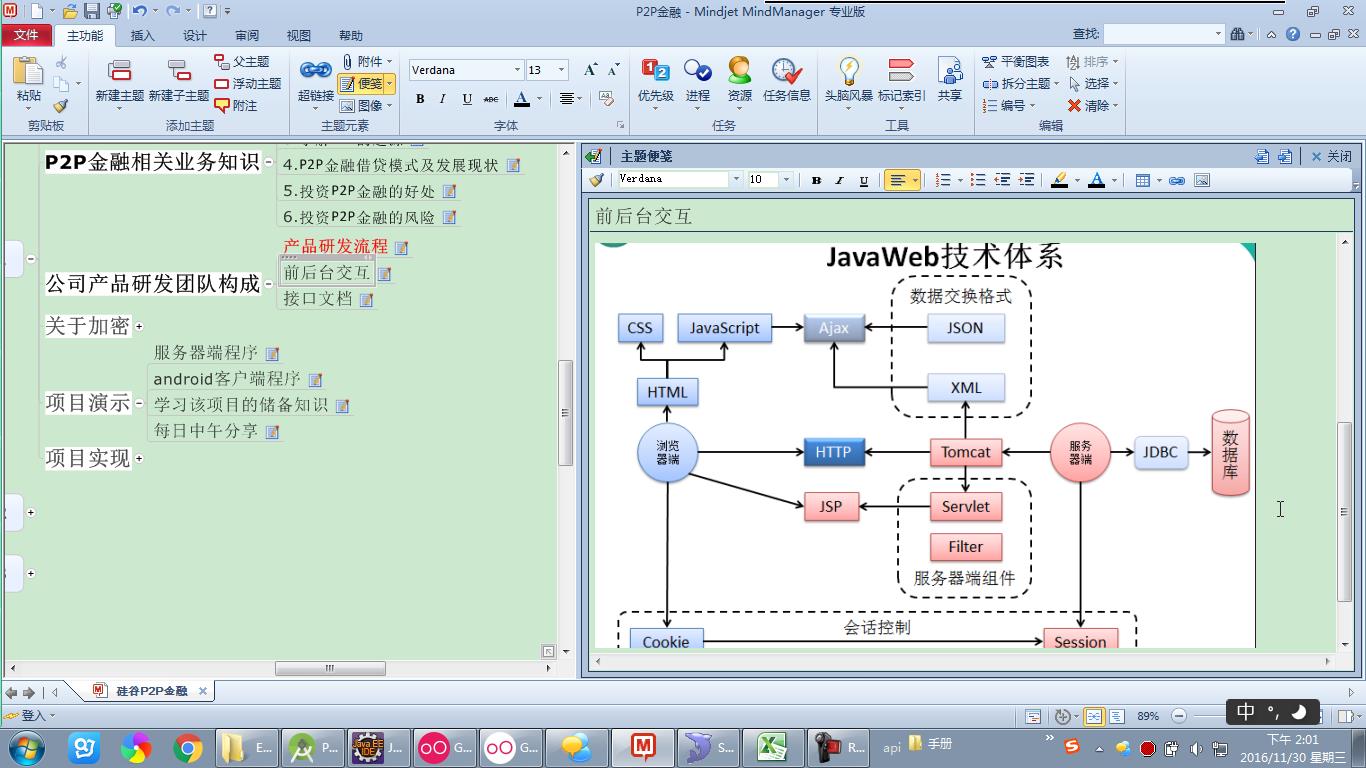 P2P金融 - Mindjet MindManager 专业版
文件 主功能 插入 设计 审阅 视图 帮助 查找:
粘贴 新建主题 新建子主题 父主题 浮动主题 附注 超链接 附件 便笺 图像
Verdana 13
B I U ABC A
优先级 进程 资源 任务信息 头脑风暴 标记索引 共享 平衡图表 拆分主题 编号 排序 选择 清除
剪贴板 添加主题 主题元素 字体 任务 工具 编辑
P2P金融相关业务知识
4.P2P金融借贷模式及发展现状
5.投资P2P金融的好处
6.投资P2P金融的风险
公司产品研发团队构成
产品研发流程
前后台交互
接口文档
关于加密
项目演示
服务器端程序
android客户端程序
学习该项目的储备知识
每日中午分享
项目实现
主题便笺 关闭
Verdana 10 B I U A
前后台交互
JavaWeb技术体系
数据交换格式
CSS JavaScript Ajax JSON
HTML XML
浏览器端 HTTP Tomcat 服务器端 JDBC 数据库
JSP Servlet
Filter
服务器端组件
会话控制
Cookie Session
硅谷P2P金融
登入 89% 中
E... P... J... G... G... S... R... api 手册
Java EE IDE
下午 2:01
2016/11/30 星期三